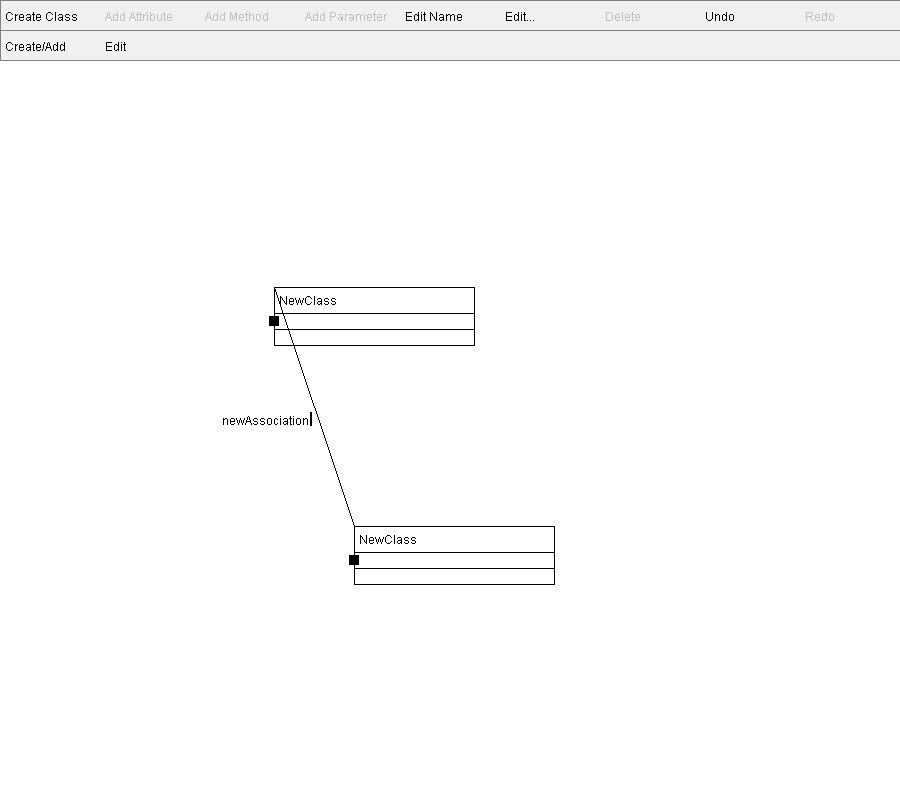 Create Class Add Attribute Add Method Add Parameter Edit Name Edit... Delete Undo Redo
Create/Add Edit
NewClass
newAssociation
NewClass